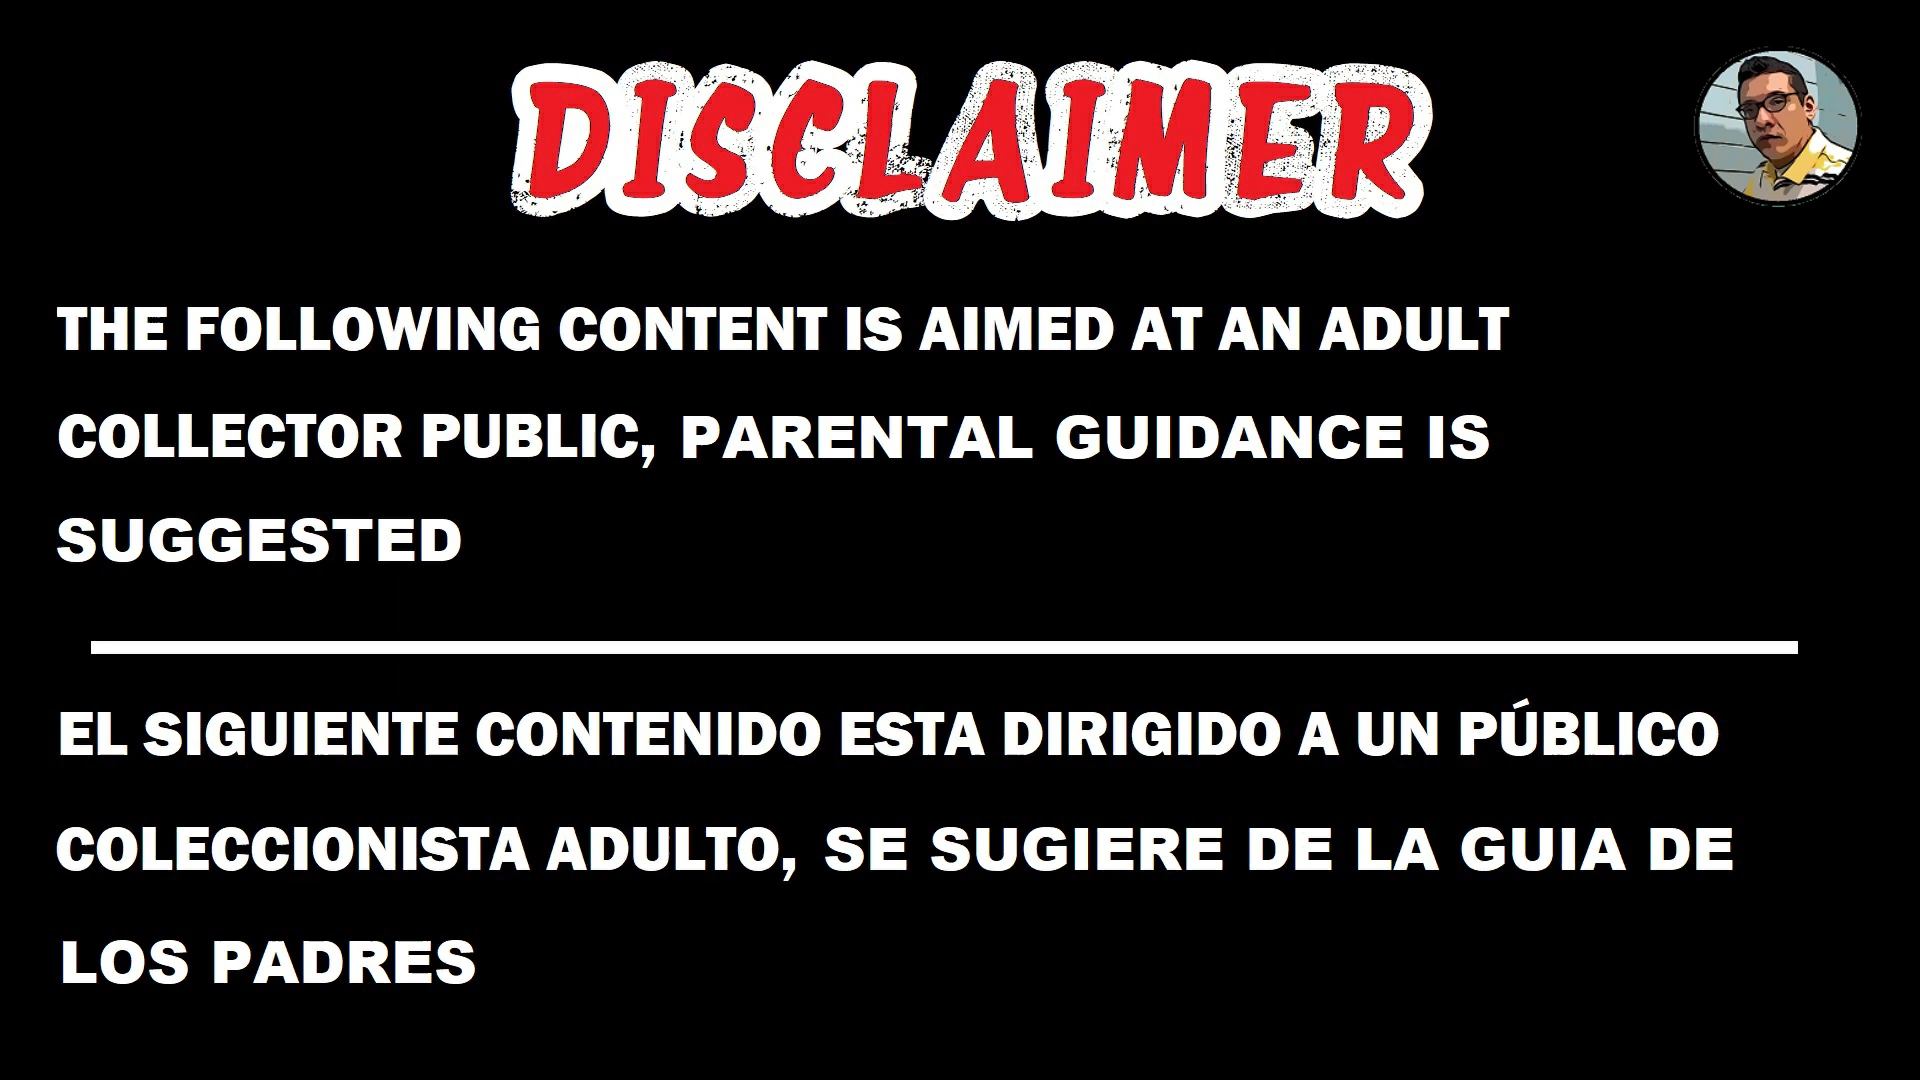 DISCLAIMER
THE FOLLOWING CONTENT IS AIMED AT AN ADULT
COLLECTOR PUBLIC, PARENTAL GUIDANCE IS
SUGGESTED
EL SIGUIENTE CONTENIDO ESTA DIRIGIDO A UN PÚBLICO
COLECCIONISTA ADULTO, SE SUGIERE DE LA GUIA DE
LOS PADRES